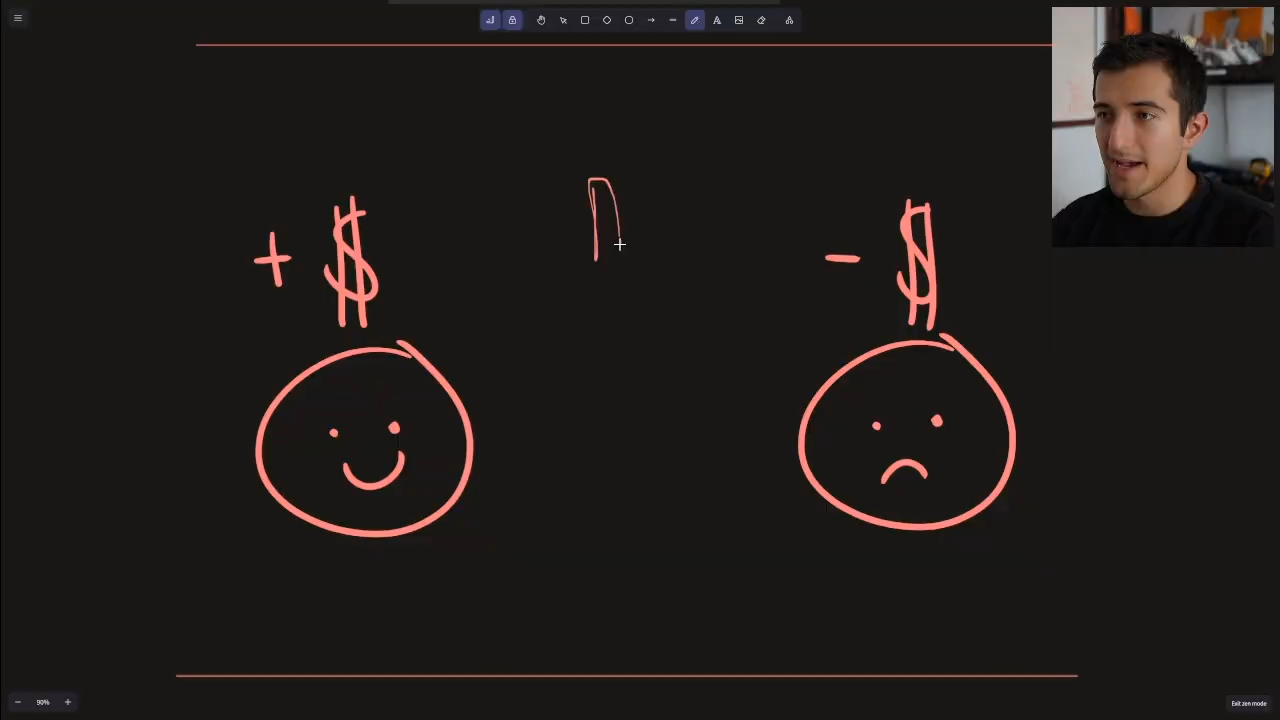 + $
- $
90%
Exit zen mode